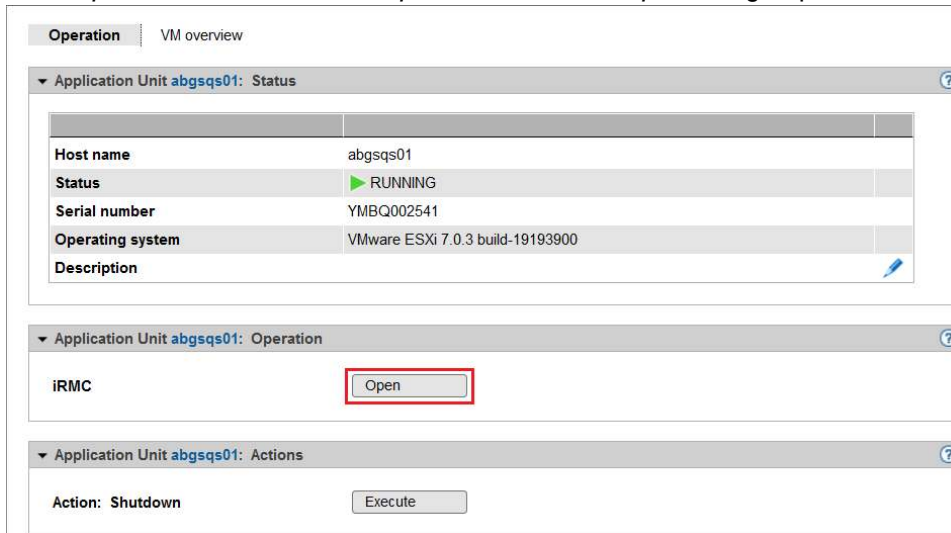 Operation VM overview
Application Unit abgsqs01: Status
Host name abgsqs01
Status RUNNING
Serial number YMBQ002541
Operating system VMware ESXi 7.0.3 build-19193900
Description
Application Unit abgsqs01: Operation
iRMC Open
Application Unit abgsqs01: Actions
Action: Shutdown Execute